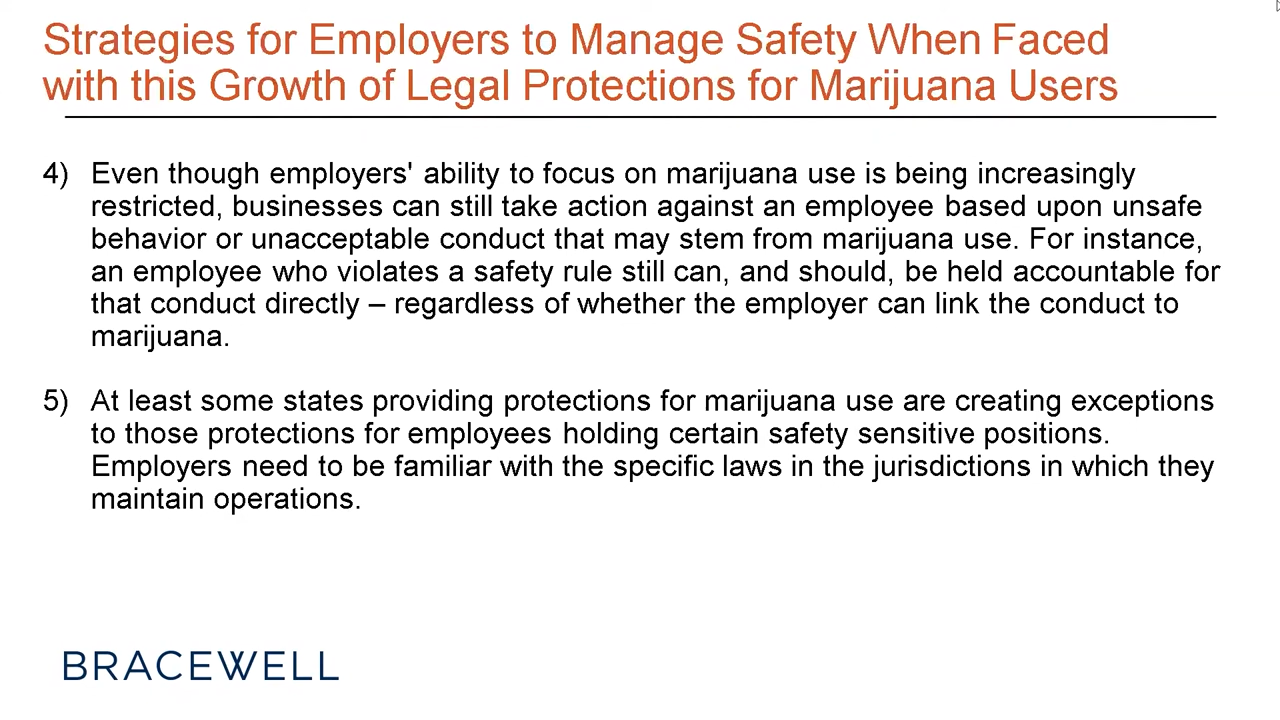 Strategies for Employers to Manage Safety When Faced
with this Growth of Legal Protections for Marijuana Users
4) Even though employers' ability to focus on marijuana use is being increasingly
restricted, businesses can still take action against an employee based upon unsafe
behavior or unacceptable conduct that may stem from marijuana use. For instance,
an employee who violates a safety rule still can, and should, be held accountable for
that conduct directly – regardless of whether the employer can link the conduct to
marijuana.
5) At least some states providing protections for marijuana use are creating exceptions
to those protections for employees holding certain safety sensitive positions.
Employers need to be familiar with the specific laws in the jurisdictions in which they
maintain operations.
BRACEWELL